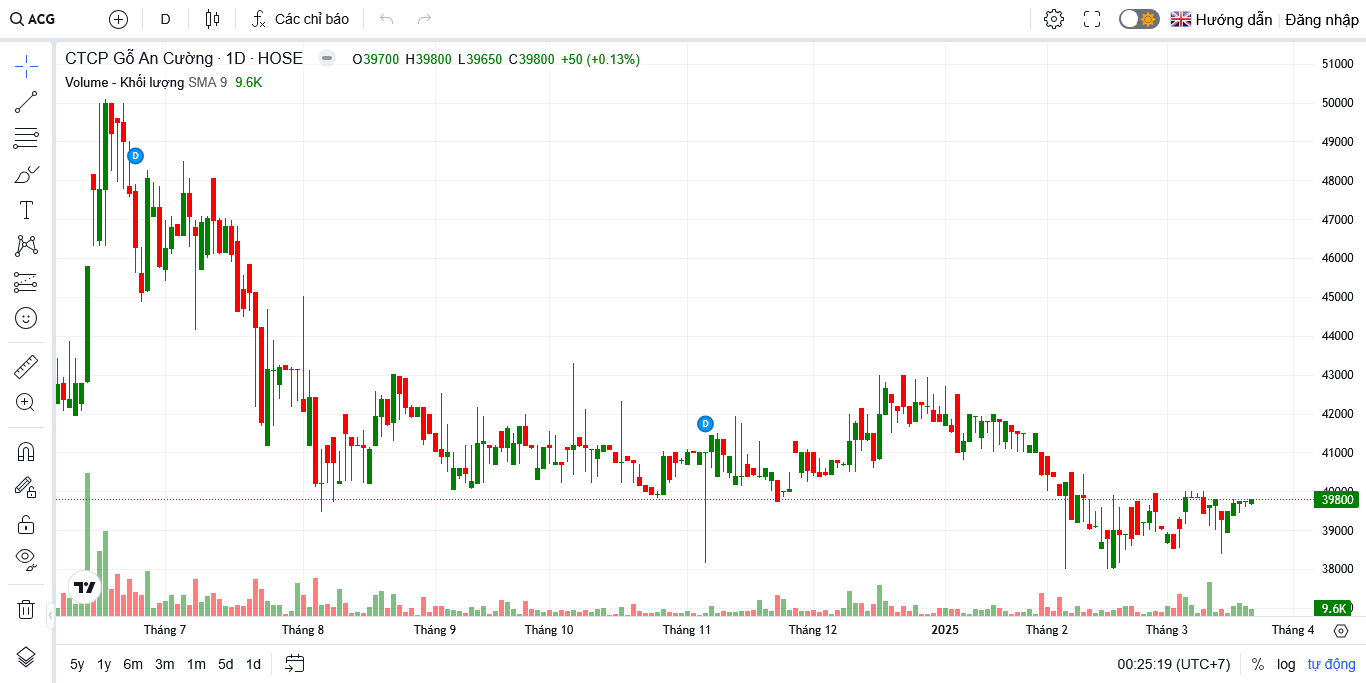 ACG
D
Các chỉ báo
Hướng dẫn
Đăng nhập
CTCP Gỗ An Cường · 1D · HOSE
O39700 H39800 L39650 C39800 +50 (+0.13%)
Volume - Khối lượng SMA 9 9.6K
51000
50000
49000
48000
47000
46000
45000
44000
43000
42000
41000
40000
39800
39000
38000
9.6K
D
D
Tháng 7
Tháng 8
Tháng 9
Tháng 10
Tháng 11
Tháng 12
2025
Tháng 2
Tháng 3
Tháng 4
5y 1y 6m 3m 1m 5d 1d
00:25:19 (UTC+7)
%
log
tự động